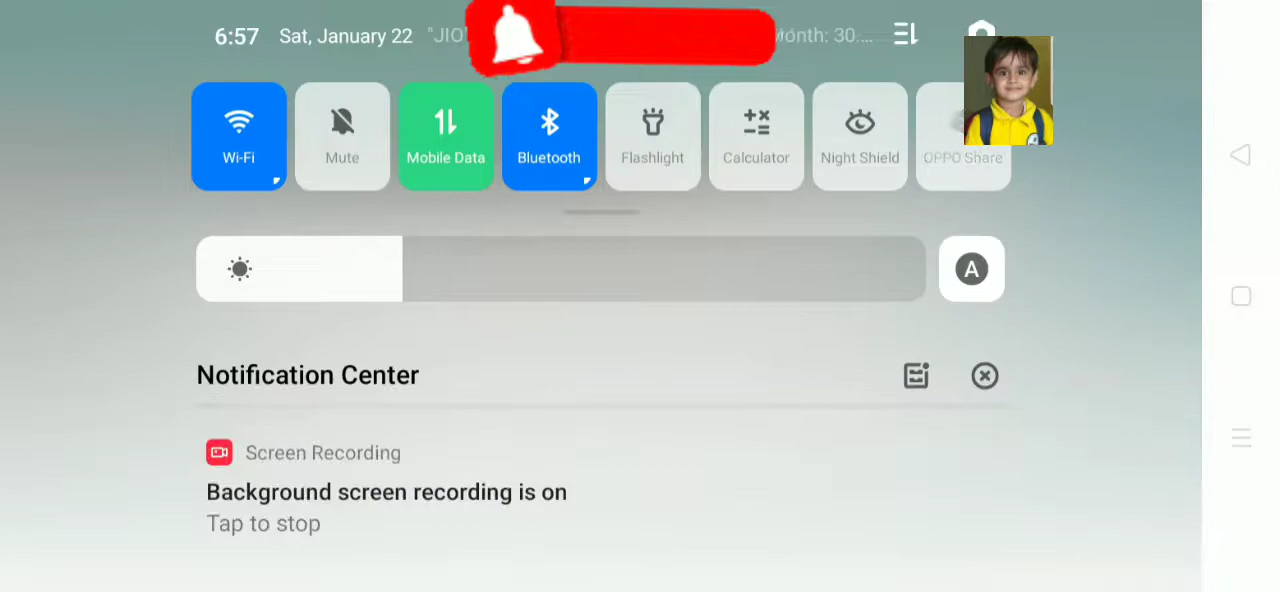 6:57 Sat, January 22 "JIO Month: 30....
Wi-Fi Mute Mobile Data Bluetooth Flashlight Calculator Night Shield OPPO Share
A
Notification Center
Screen Recording
Background screen recording is on
Tap to stop